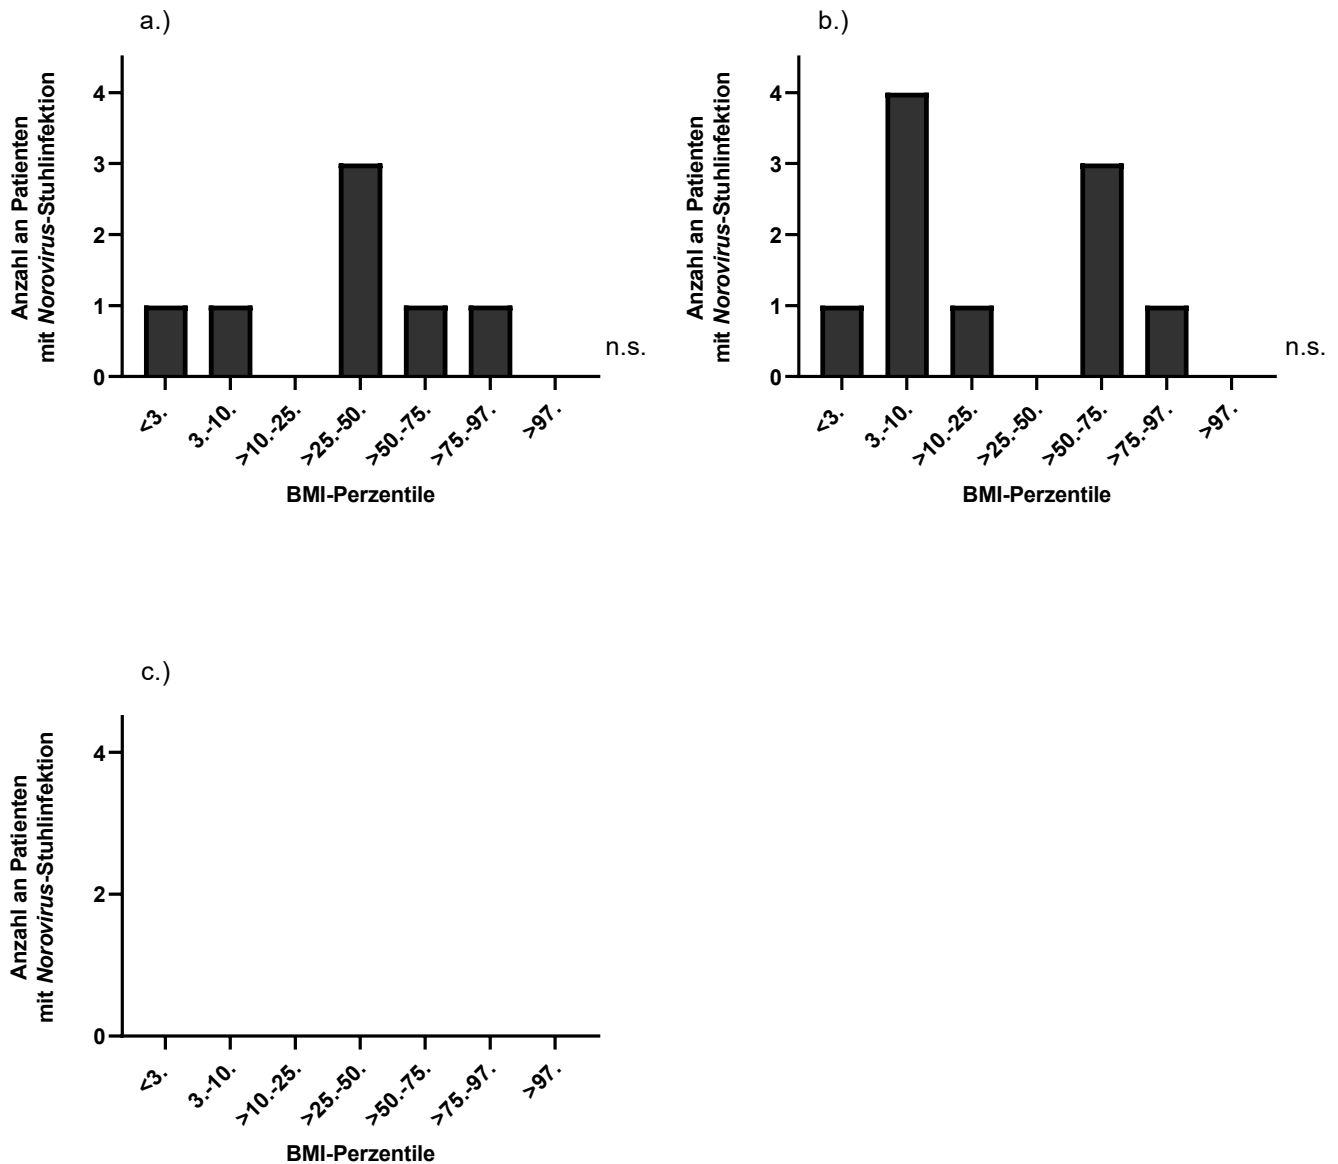 a.)
Anzahl an Patienten
mit Norovirus-Stuhlinfektion
4
3
2
1
0
<3.
3.-10.
>10.-25.
>25.-50.
>50.-75.
>75.-97.
>97.
n.s.
BMI-Perzentile
b.)
Anzahl an Patienten
mit Norovirus-Stuhlinfektion
4
3
2
1
0
<3.
3.-10.
>10.-25.
>25.-50.
>50.-75.
>75.-97.
>97.
n.s.
BMI-Perzentile
c.)
Anzahl an Patienten
mit Norovirus-Stuhlinfektion
4
2
0
<3.
3.-10.
>10.-25.
>25.-50.
>50.-75.
>75.-97.
>97.
BMI-Perzentile